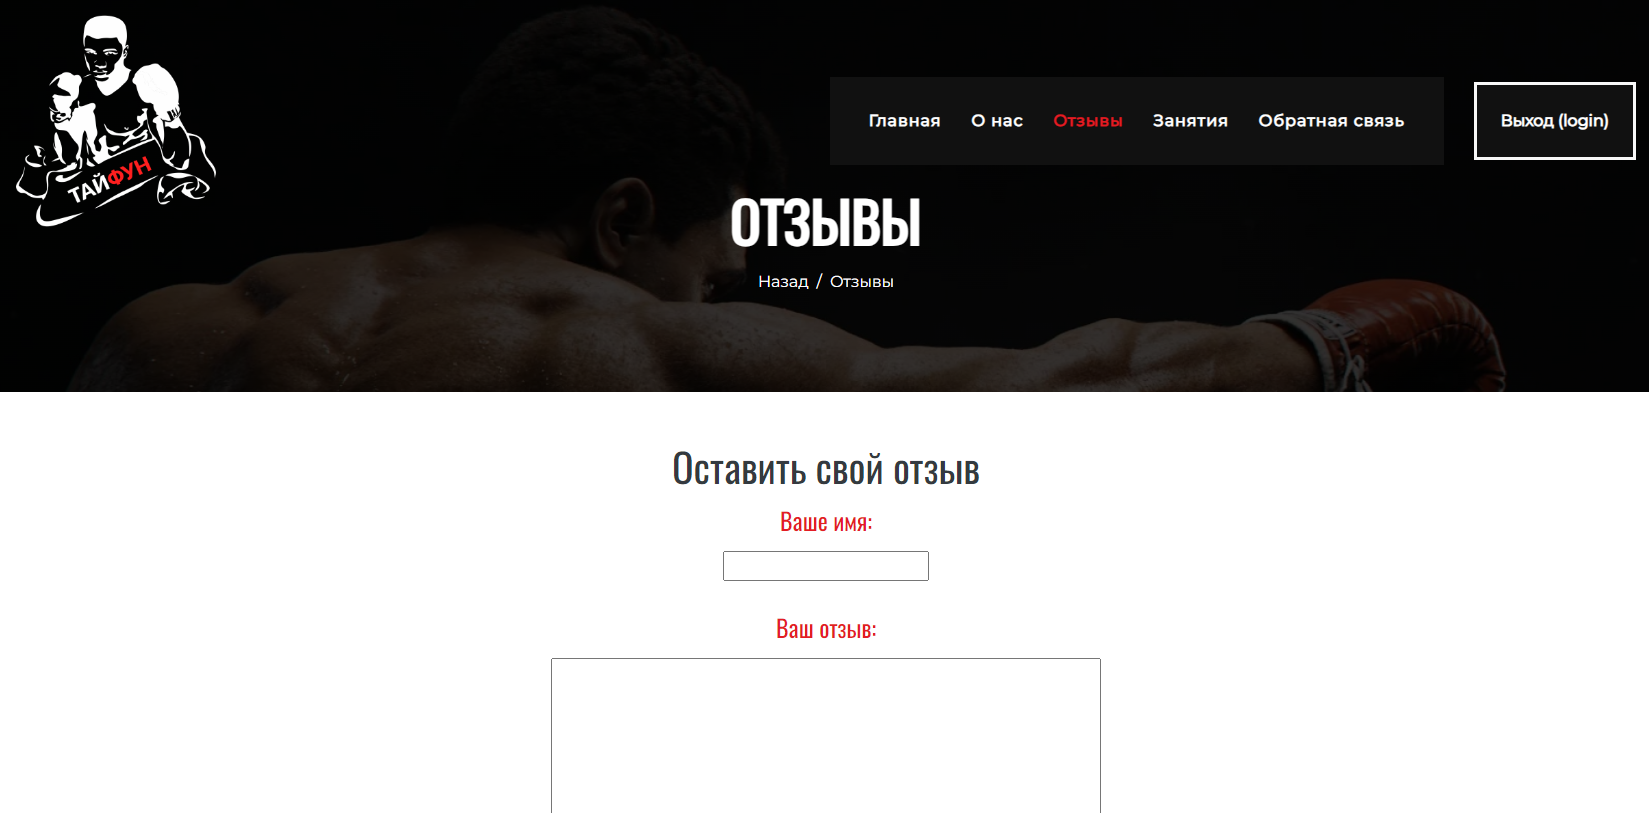 ТАЙФУН
Главная О нас Отзывы Занятия Обратная связь Выход (login)
ОТЗЫВЫ
Назад / Отзывы
Оставить свой отзыв
Ваше имя:
Ваш отзыв: